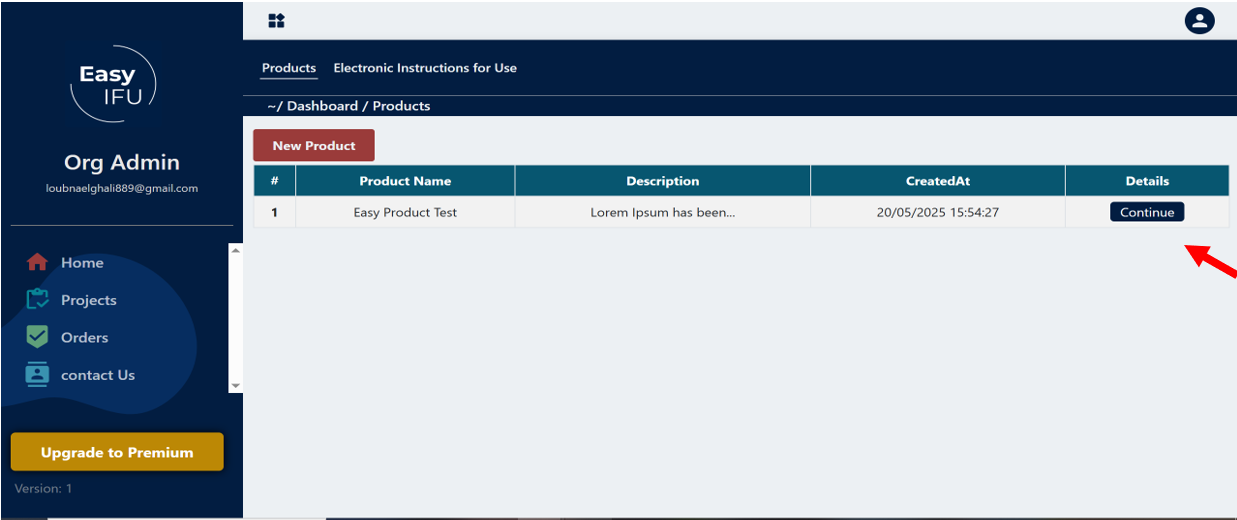 Easy
IFU
Org Admin
loubnaelghali889@gmail.com
Home
Projects
Orders
contact Us
Upgrade to Premium
Version: 1
Products Electronic Instructions for Use
~/ Dashboard / Products
New Product
# Product Name Description CreatedAt Details
1 Easy Product Test Lorem Ipsum has been... 20/05/2025 15:54:27 Continue